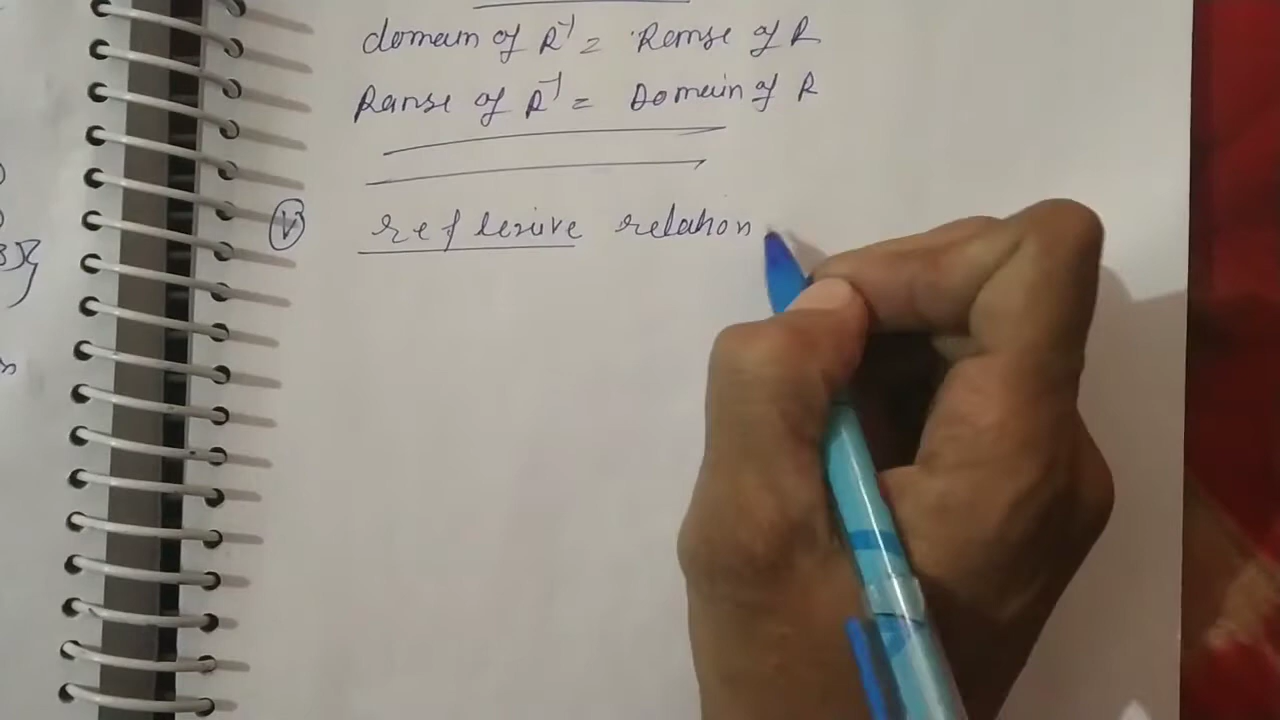 domain of R⁻¹ = Range of R
Range of R⁻¹ = Domain of R
(V) reflexive relation